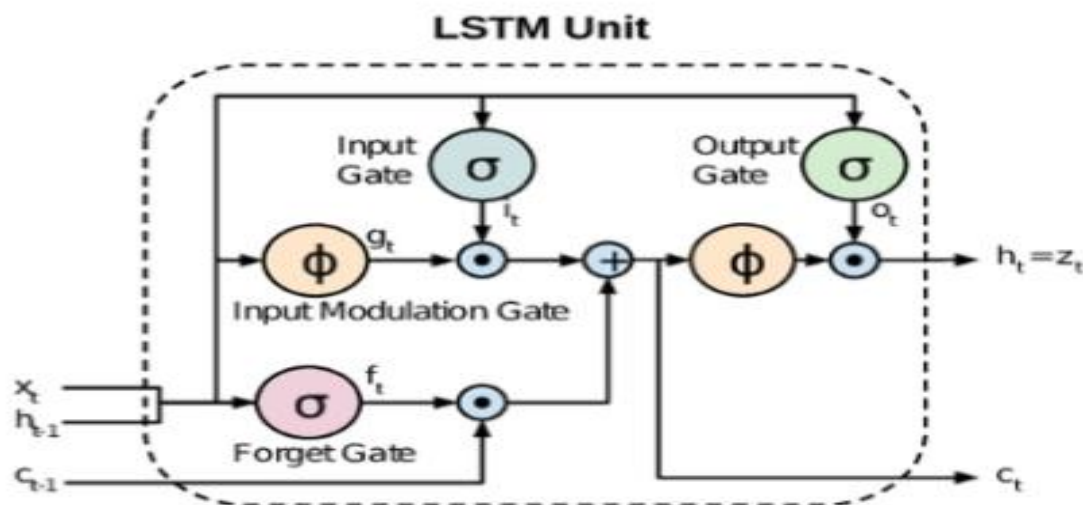 LSTM Unit
Input
Gate
σ
i_t
Output
Gate
σ
o_t
ϕ
g_t
+
ϕ
h_t=z_t
Input Modulation Gate
x_t
h_t-1
σ
f_t
Forget Gate
c_t-1
c_t